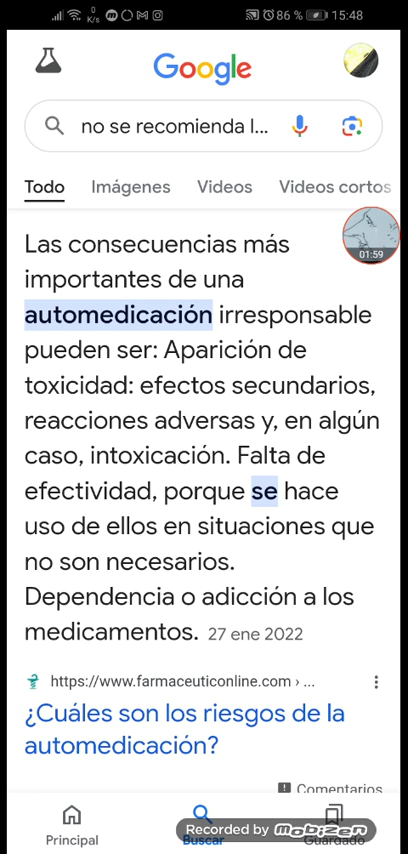 0 K/s 86 % 15:48
Google
no se recomienda l...
Todo Imágenes Videos Videos cortos
01:59
Las consecuencias más
importantes de una
automedicación irresponsable
pueden ser: Aparición de
toxicidad: efectos secundarios,
reacciones adversas y, en algún
caso, intoxicación. Falta de
efectividad, porque se hace
uso de ellos en situaciones que
no son necesarios.
Dependencia o adicción a los
medicamentos. 27 ene 2022
https://www.farmaceuticonline.com › ...
¿Cuáles son los riesgos de la
automedicación?
Comentarios
Recorded by Mobizen
Principal Buscar Guardado